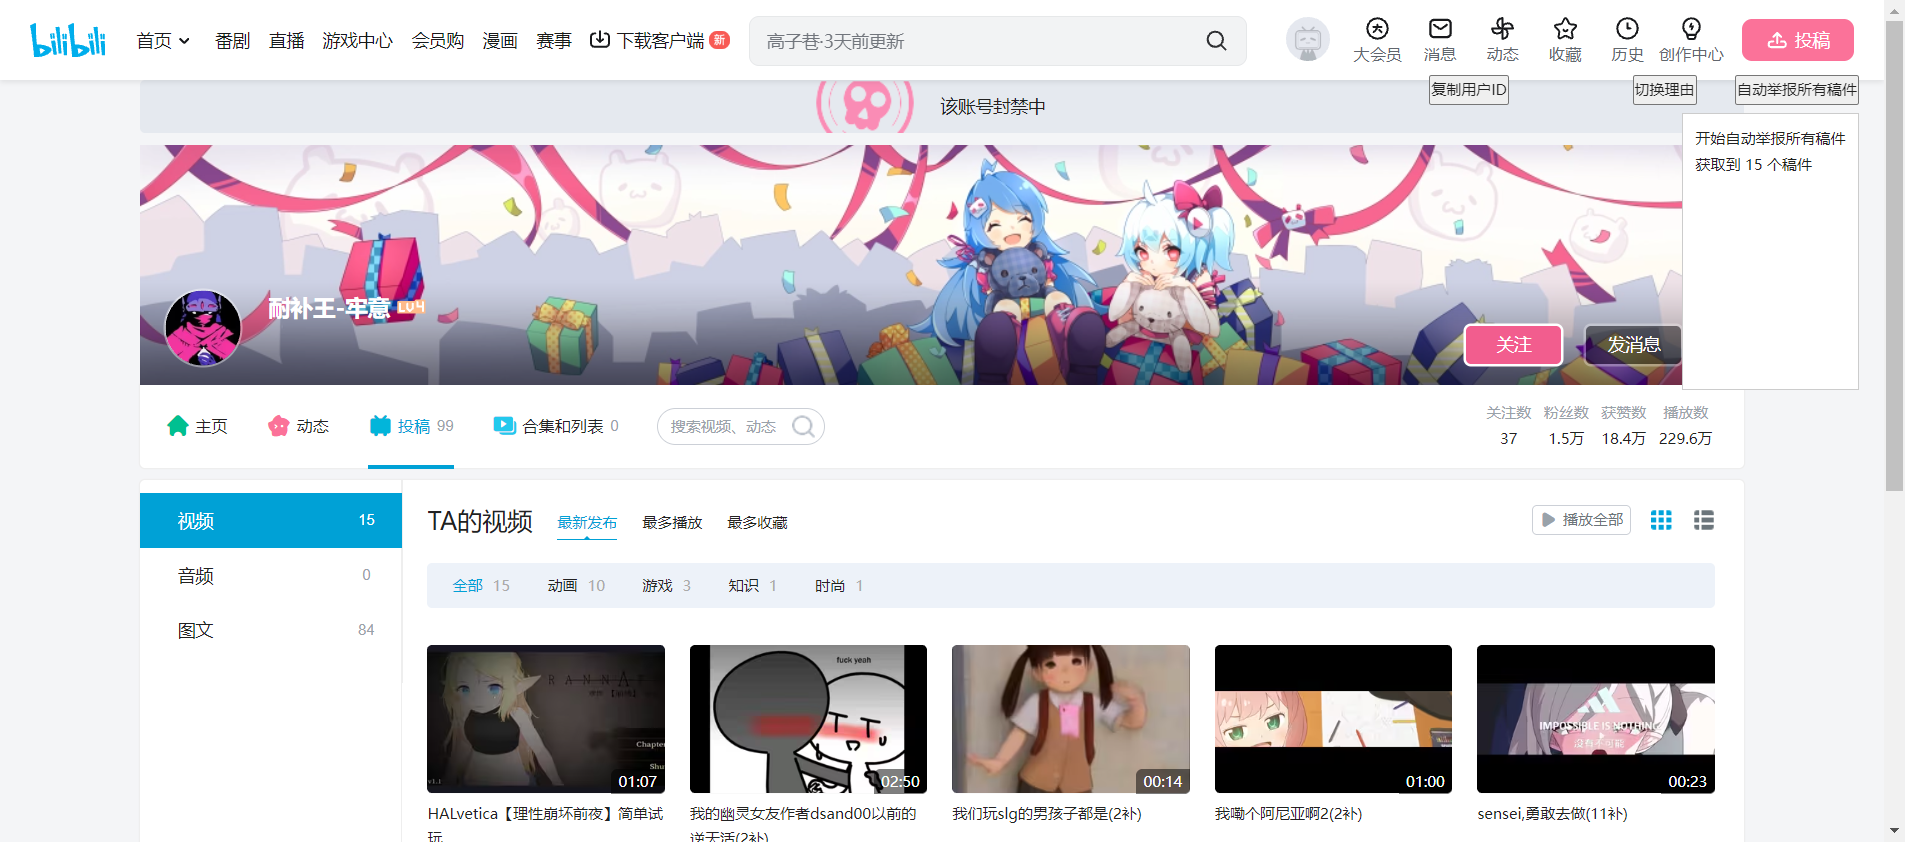 bilibili
首页 番剧 直播 游戏中心 会员购 漫画 赛事 下载客户端 新
高子巷·3天前更新
大会员 消息 动态 收藏 历史 创作中心 投稿
复制用户ID 切换理由 自动举报所有稿件
该账号封禁中
开始自动举报所有稿件
获取到 15 个稿件
耐补王-牢意 LV4
关注 发消息
主页 动态 投稿 99 合集和列表 0 搜索视频、动态
关注数 粉丝数 获赞数 播放数
37 1.5万 18.4万 229.6万
视频 15
音频 0
图文 84
TA的视频 最新发布 最多播放 最多收藏 播放全部
全部 15 动画 10 游戏 3 知识 1 时尚 1
fuck yeah
IMPOSSIBLE IS NOTHING
没有不可能
Chapte
Shu
v1.1
01:07 02:50 00:14 01:00 00:23
HALvetica【理性崩坏前夜】简单试
玩
我的幽灵女友作者dsand00以前的
逆天活(2补)
我们玩slg的男孩子都是(2补)
我嘞个阿尼亚啊2(2补)
sensei,勇敢去做(11补)